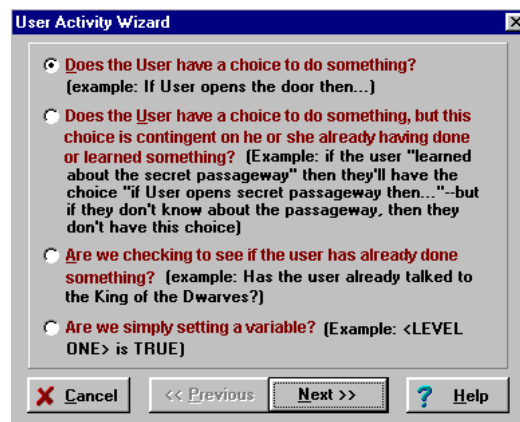 User Activity Wizard
Does the User have a choice to do something?
(example: If User opens the door then...)
Does the User have a choice to do something, but this
choice is contingent on he or she already having done
or learned something? (Example: if the user "learned
about the secret passageway" then they'll have the
choice "if User opens secret passageway then..."--but
if they don't know about the passageway, then they
don't have this choice)
Are we checking to see if the user has already done
something? (example: Has the user already talked to
the King of the Dwarves?)
Are we simply setting a variable? (Example: <LEVEL
ONE> is TRUE)
Cancel << Previous Next >> ? Help